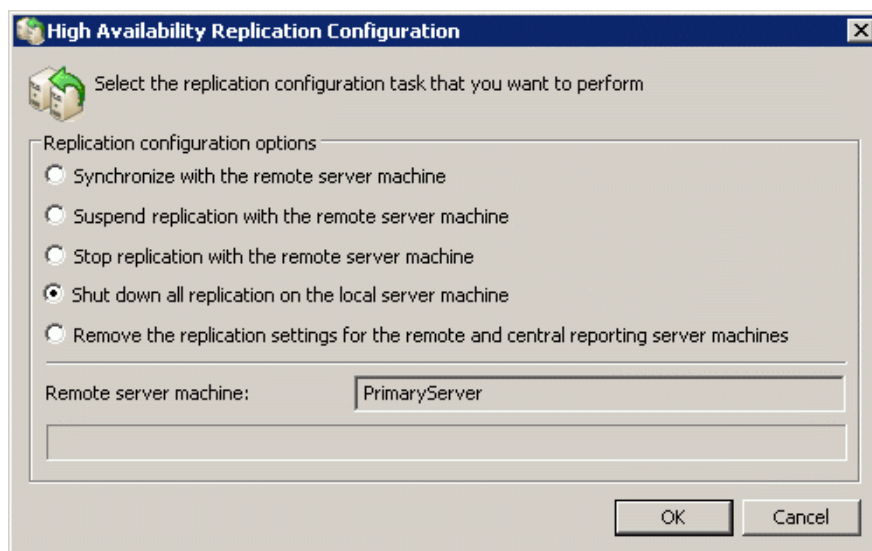 High Availability Replication Configuration
Select the replication configuration task that you want to perform
Replication configuration options
Synchronize with the remote server machine
Suspend replication with the remote server machine
Stop replication with the remote server machine
Shut down all replication on the local server machine
Remove the replication settings for the remote and central reporting server machines
Remote server machine: PrimaryServer
OK Cancel